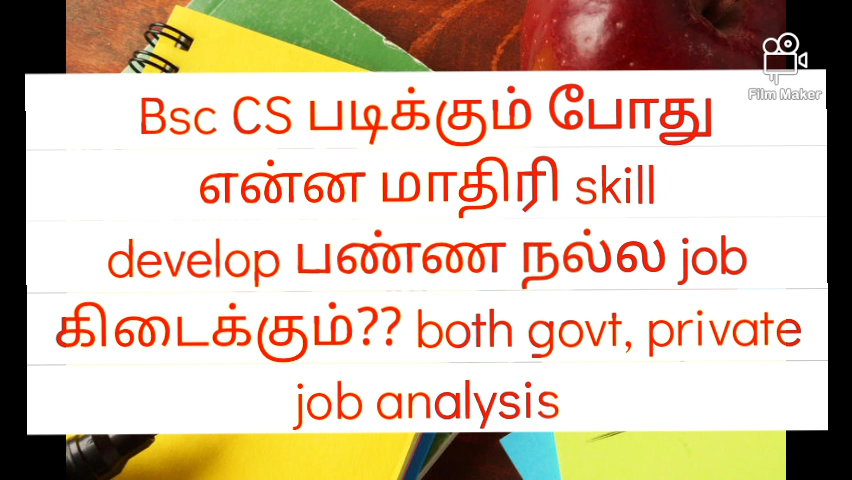 Film Maker
Bsc CS படிக்கும் போது
என்ன மாதிரி skill
develop பண்ண நல்ல job
கிடைக்கும்?? both govt, private
job analysis